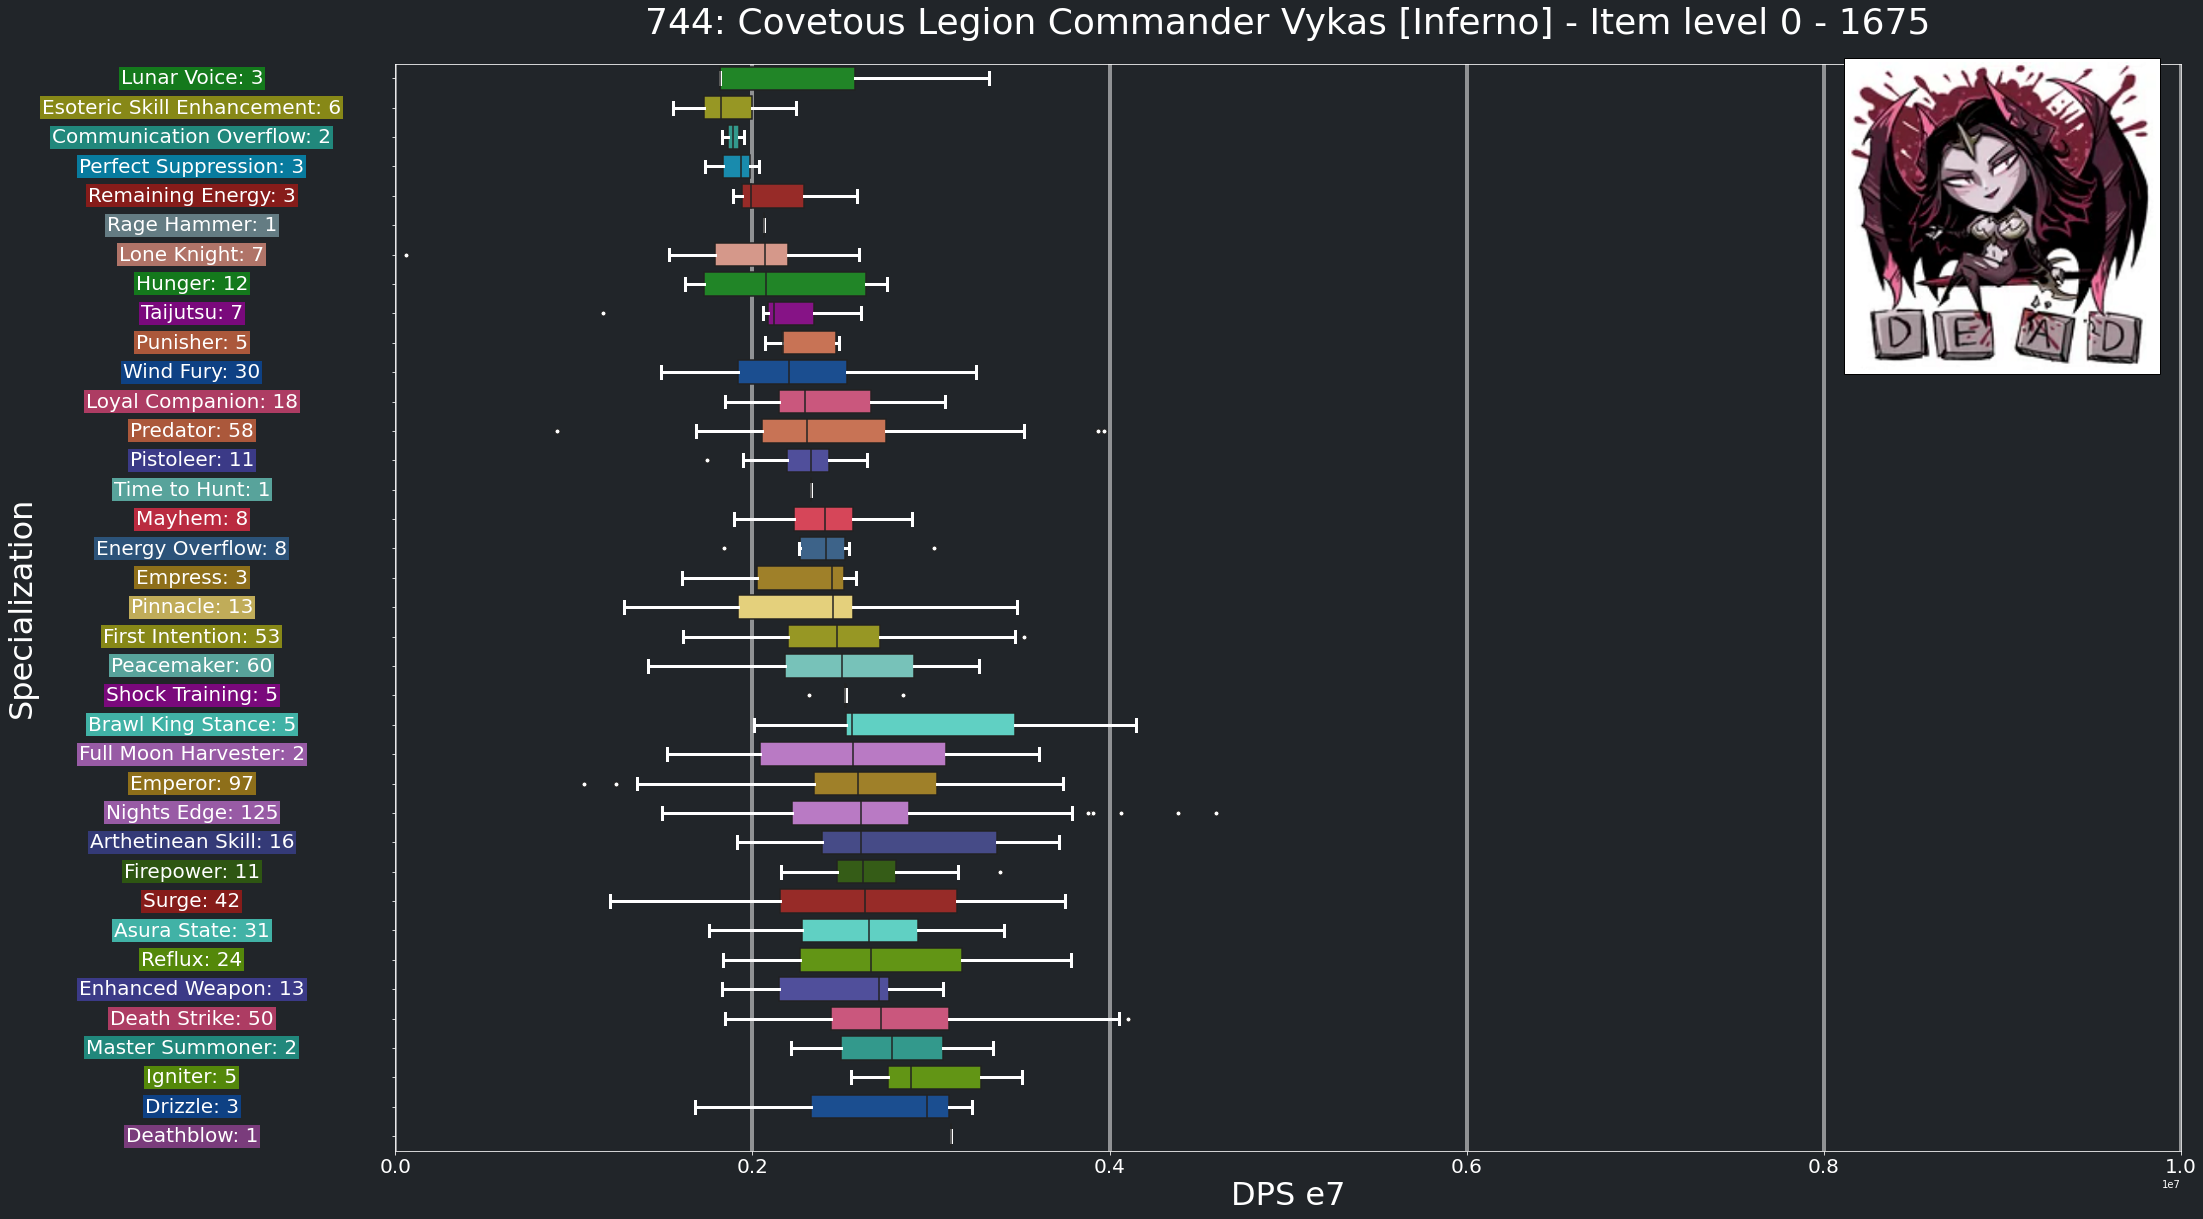 744: Covetous Legion Commander Vykas [Inferno] - Item level 0 - 1675
Lunar Voice: 3
Esoteric Skill Enhancement: 6
Communication Overflow: 2
Perfect Suppression: 3
Remaining Energy: 3
Rage Hammer: 1
Lone Knight: 7
Hunger: 12
Taijutsu: 7
Punisher: 5
Wind Fury: 30
Loyal Companion: 18
Predator: 58
Pistoleer: 11
Time to Hunt: 1
Mayhem: 8
Energy Overflow: 8
Empress: 3
Pinnacle: 13
First Intention: 53
Peacemaker: 60
Shock Training: 5
Brawl King Stance: 5
Full Moon Harvester: 2
Emperor: 97
Nights Edge: 125
Arthetinean Skill: 16
Firepower: 11
Surge: 42
Asura State: 31
Reflux: 24
Enhanced Weapon: 13
Death Strike: 50
Master Summoner: 2
Igniter: 5
Drizzle: 3
Deathblow: 1
Specialization
0.0 0.2 0.4 0.6 0.8 1.0
1e7
DPS e7
D E A D